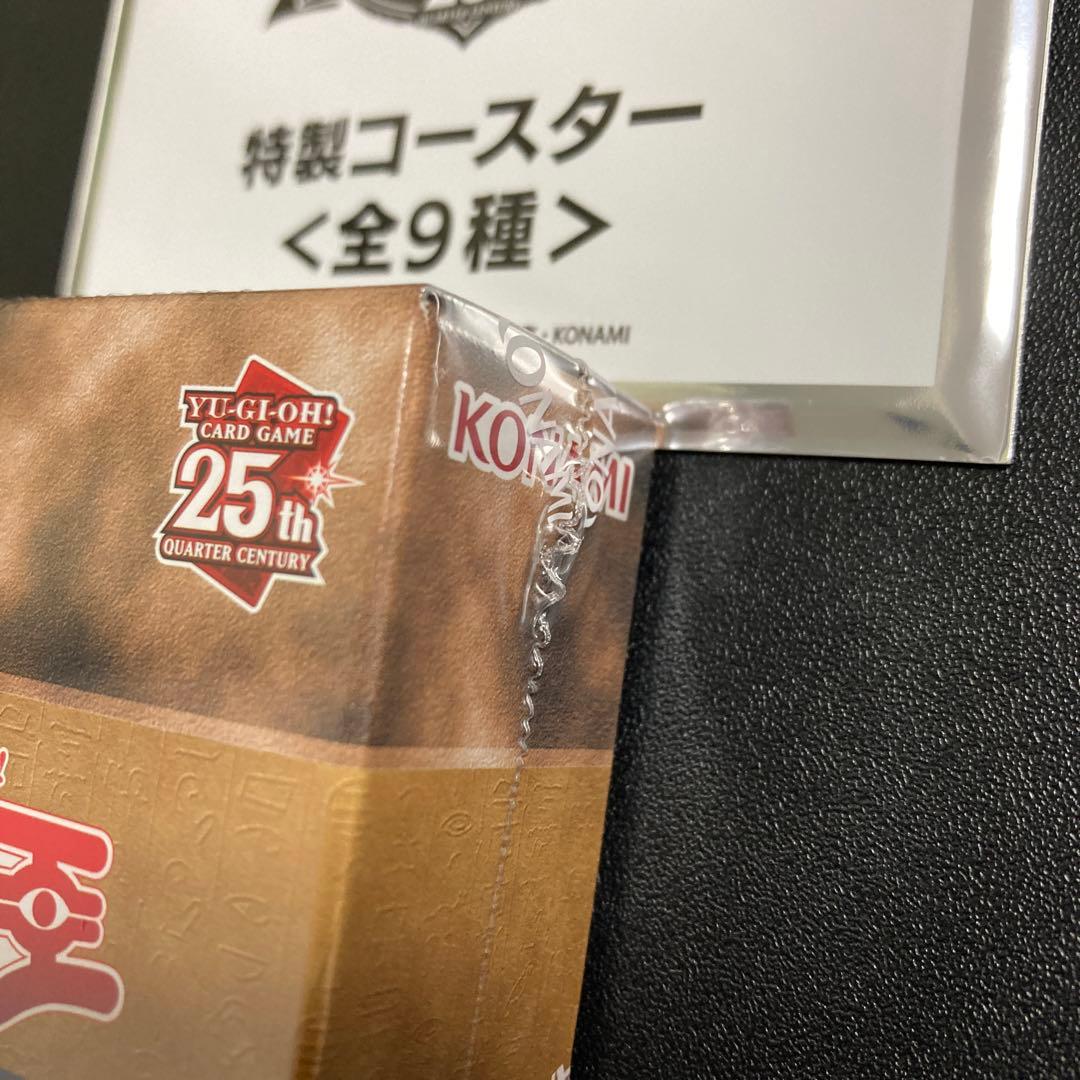 特製コースター
<全9種>
・KONAMI
YU-GI-OH!
CARD GAME
25th
QUARTER CENTURY
KONAMI
KONAMI